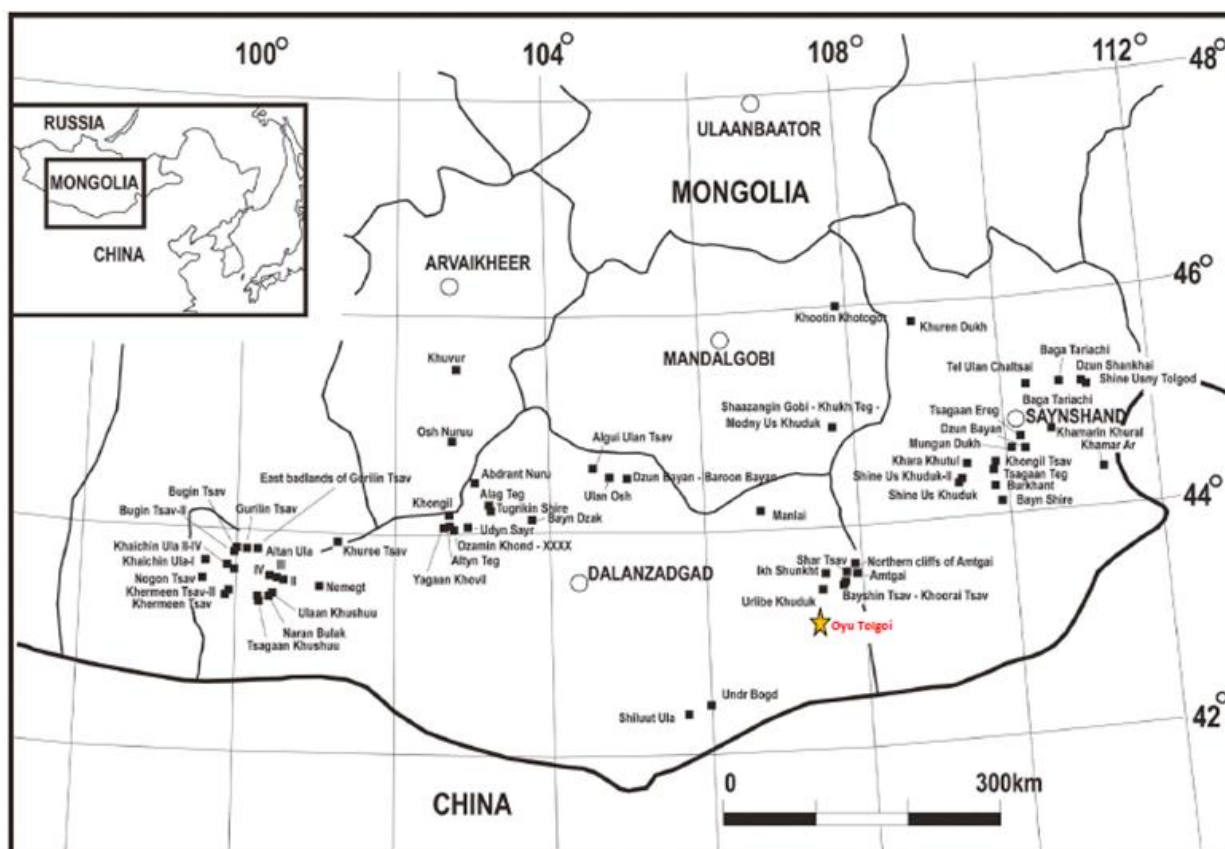 100°
104°
108°
112°
48°
RUSSIA
MONGOLIA
CHINA
ULAANBAATOR
MONGOLIA
ARVAIKHEER
46°
Khootin Khotogor
Khuren Dukh
MANDALGOBI
Khuvur
Baga Tariachi
Tel Ulan Chaltsai
Dzun Shankhai
Shine Usny Tolgod
Shaazangin Gobi - Khukh Teg -
Modny Us Khuduk
Baga Tariachi
Tsagaan Ereg
SAYNSHAND
Dzun Bayan
Khamarin Khural
Osh Nuruu
Algui Ulan Tsav
Mungun Dukh
Khamar Ar
Khara Khutul
Khongil Tsav
East badlands of Gorilin Tsav
Abdrant Nuru
Ulan Osh
Dzun Bayan - Baroon Bayan
Shine Us Khuduk-II
Tsagaan Teg
Bugin Tsav
Alag Teg
Shine Us Khuduk
Burkhant
44°
Bugin Tsav-II
Gurilin Tsav
Khongil
Tugrikin Shire
Bayn Dzak
Manlai
Bayn Shire
Khaichin Ula II-IV
Altan Ula
Khuree Tsav
Udyn Sayr
Dzamin Khond - XXXX
Khaichin Ula-I
IV
III
II
Altyn Teg
Shar Tsav
Northern cliffs of Amtgai
Nogon Tsav
Nemegt
Yagaan Khovil
DALANZADGAD
Ikh Shunkht
Amtgai
Khermeen Tsav-II
Urlibe Khuduk
Bayshin Tsav - Khoorai Tsav
Khermeen Tsav
Ulaan Khushuu
Naran Bulak
Oyu Tolgoi
Tsagaan Khushuu
Undr Bogd
Shiluut Ula
42°
0
300km
CHINA